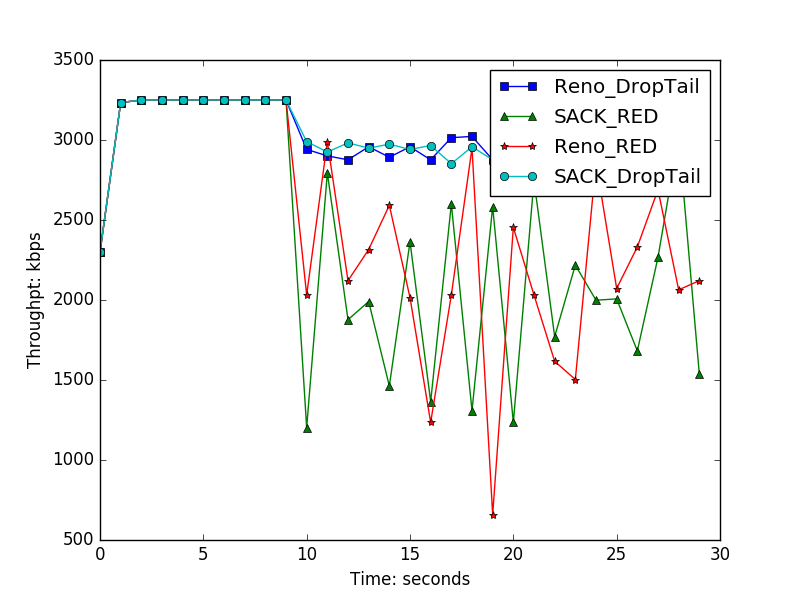 3500
3000
2500
2000
1500
1000
500
0
5
10
15
20
25
30
Throughpt: kbps
Time: seconds
Reno_DropTail
SACK_RED
Reno_RED
SACK_DropTail